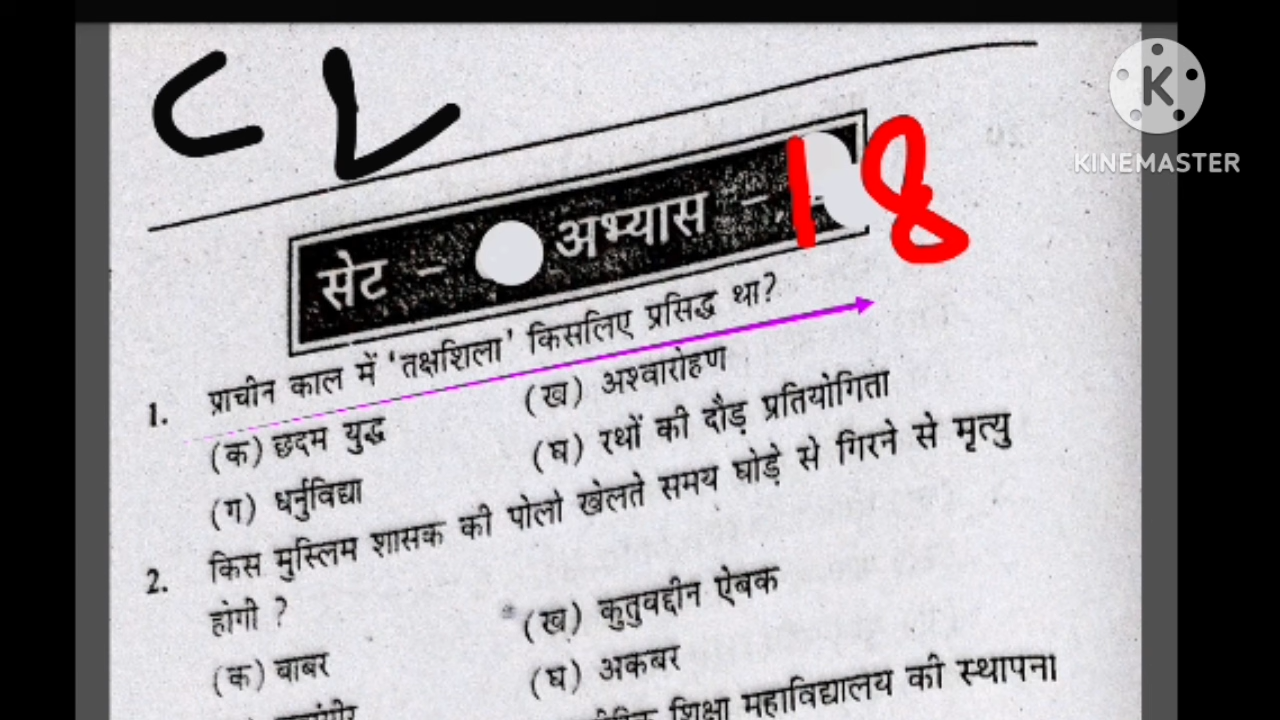 CL
K
KINEMASTER
सेट - अभ्यास - 18
1. प्राचीन काल में 'तक्षशिला' किसलिए प्रसिद्ध था?
(क) छदम युद्ध (ख) अश्वारोहण
(ग) धर्नुविद्या (घ) रथों की दौड़ प्रतियोगिता
2. किस मुस्लिम शासक की पोलो खेलते समय घोड़े से गिरने से मृत्यु
होगी ?
(क) बाबर (ख) कुतुवद्दीन ऐबक
(घ) अकबर
शिक्षा महाविद्यालय की स्थापना